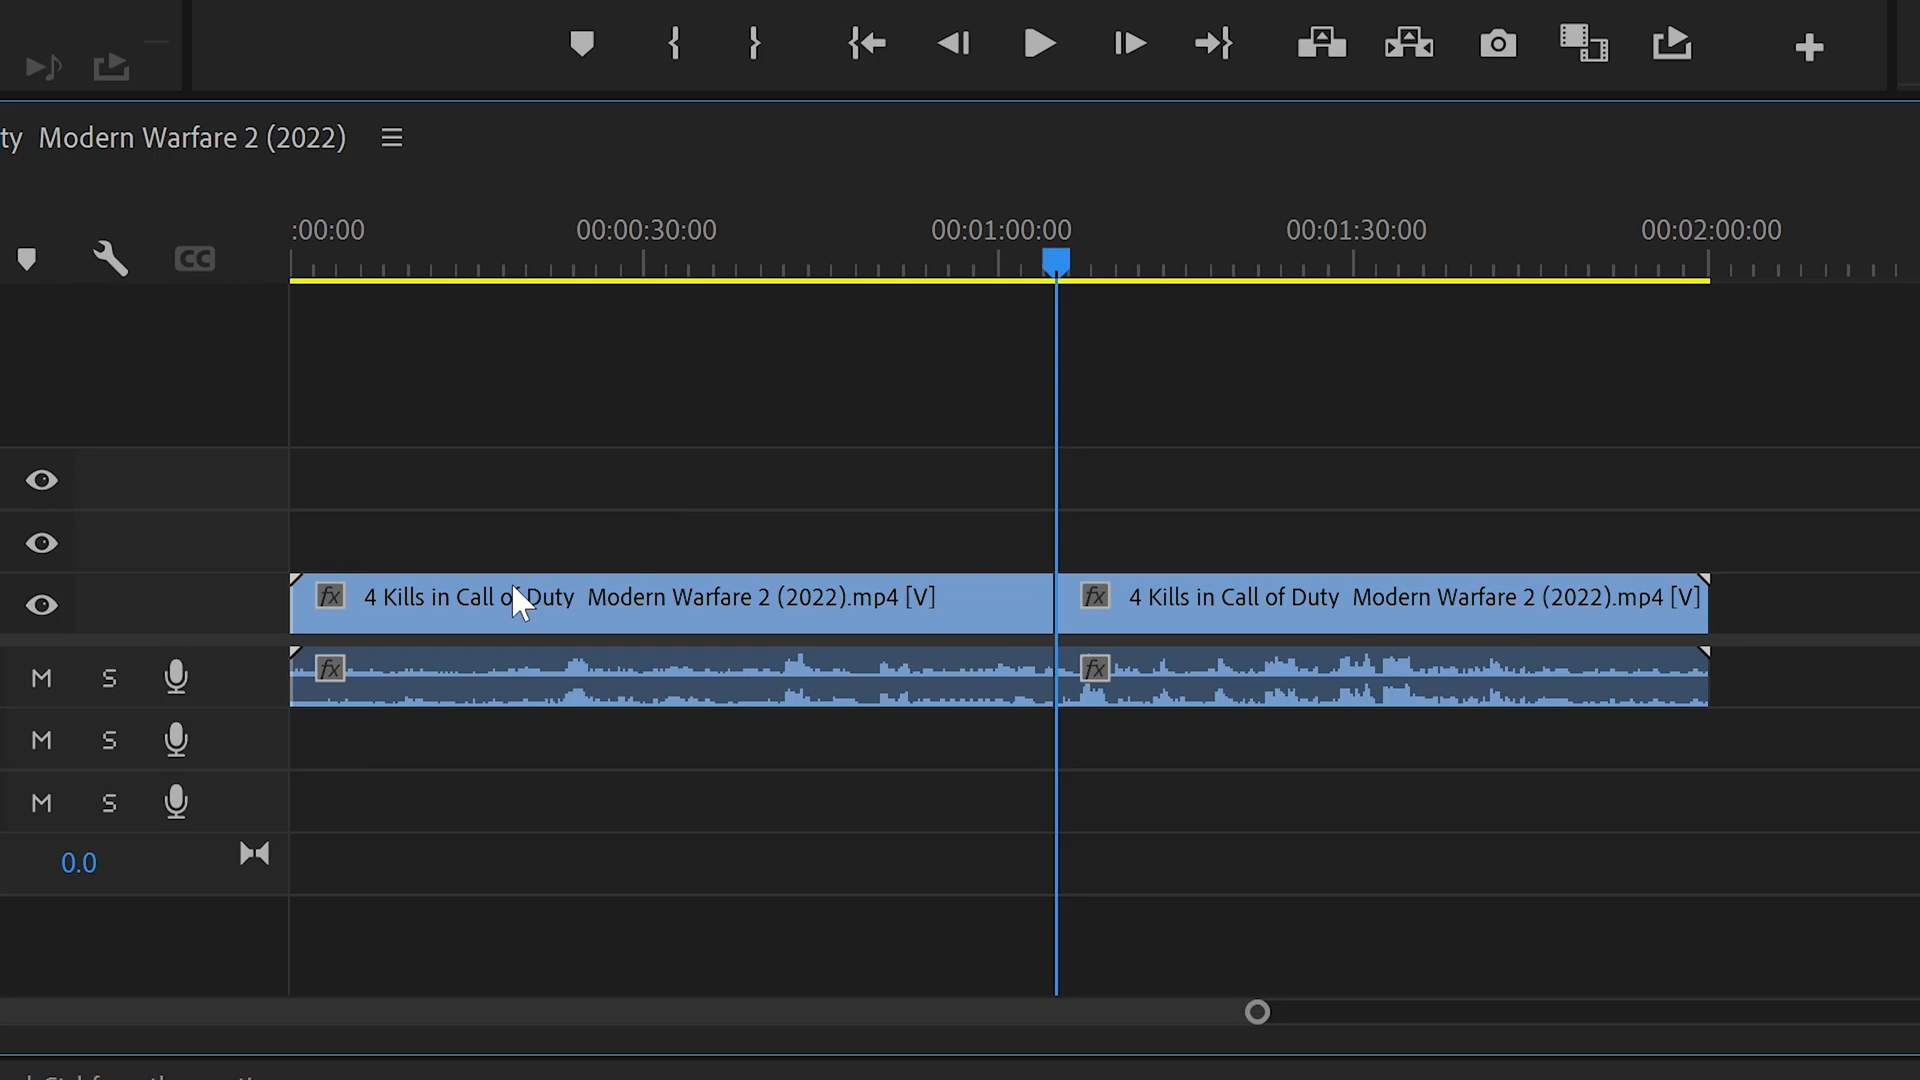 ty Modern Warfare 2 (2022)
:00:00 00:00:30:00 00:01:00:00 00:01:30:00 00:02:00:00
CC
fx 4 Kills in Call of Duty Modern Warfare 2 (2022).mp4 [V] fx 4 Kills in Call of Duty Modern Warfare 2 (2022).mp4 [V]
M S fx fx
M S
M S
0.0